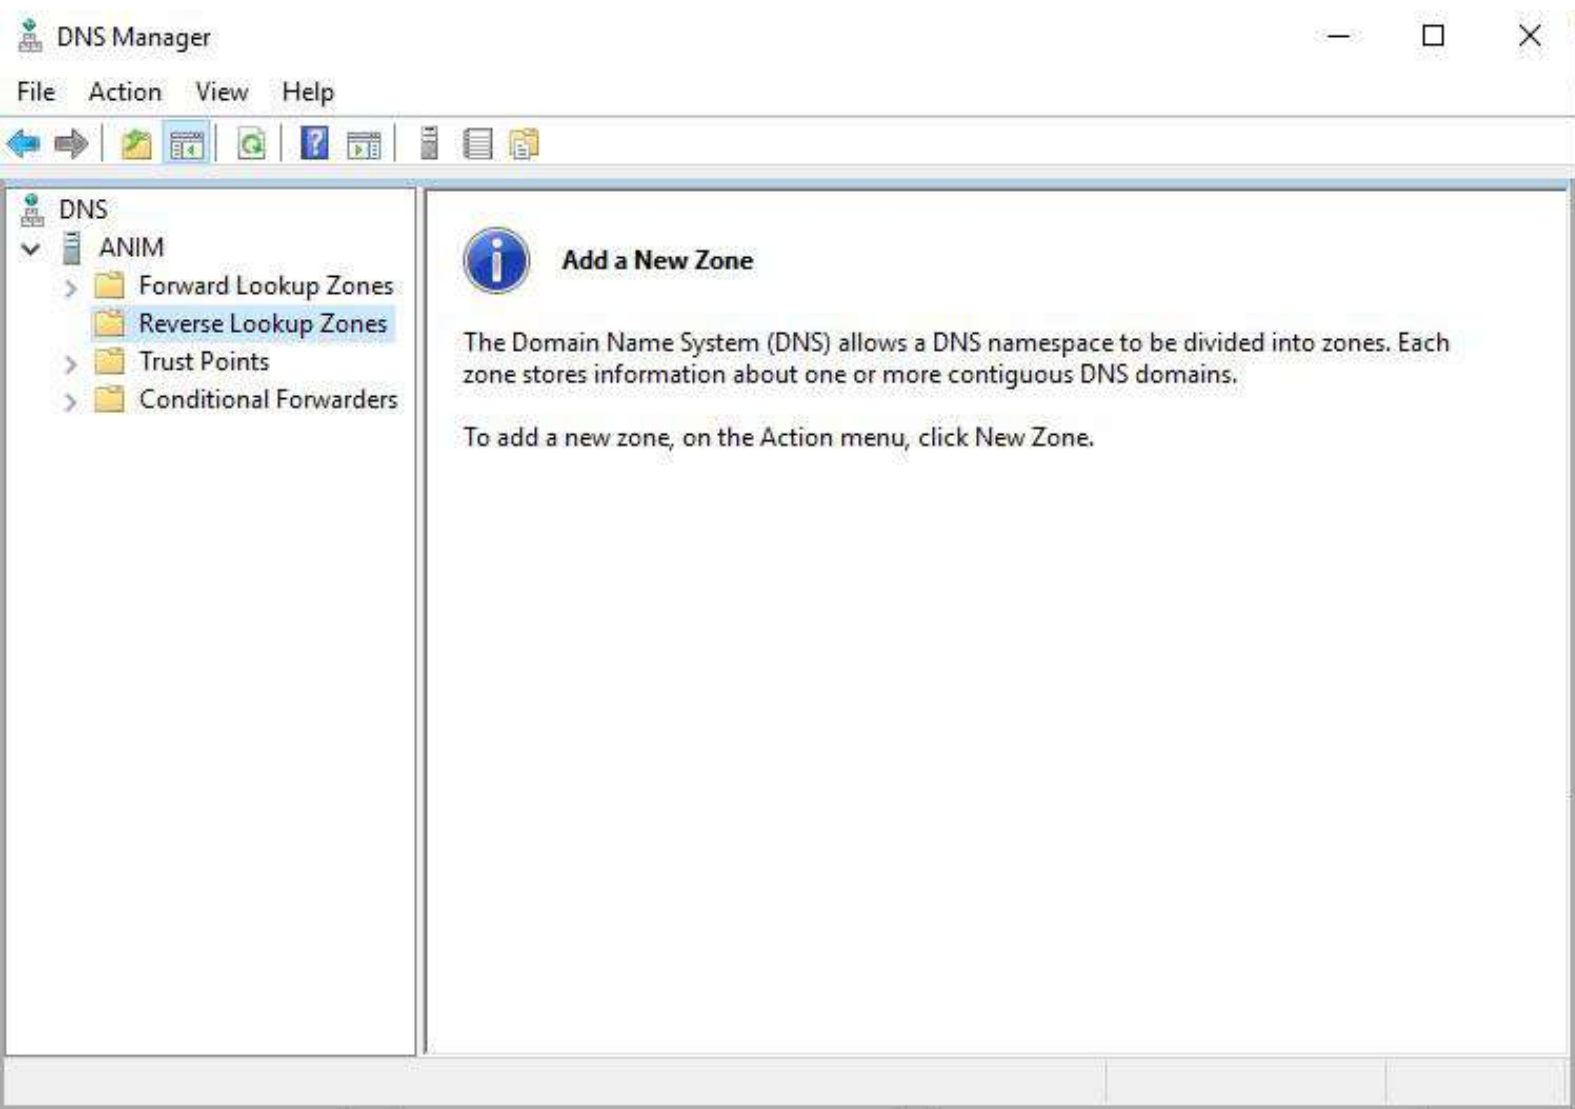 DNS Manager
File Action View Help
DNS
ANIM
Forward Lookup Zones
Reverse Lookup Zones
Trust Points
Conditional Forwarders
Add a New Zone
The Domain Name System (DNS) allows a DNS namespace to be divided into zones. Each
zone stores information about one or more contiguous DNS domains.
To add a new zone, on the Action menu, click New Zone.